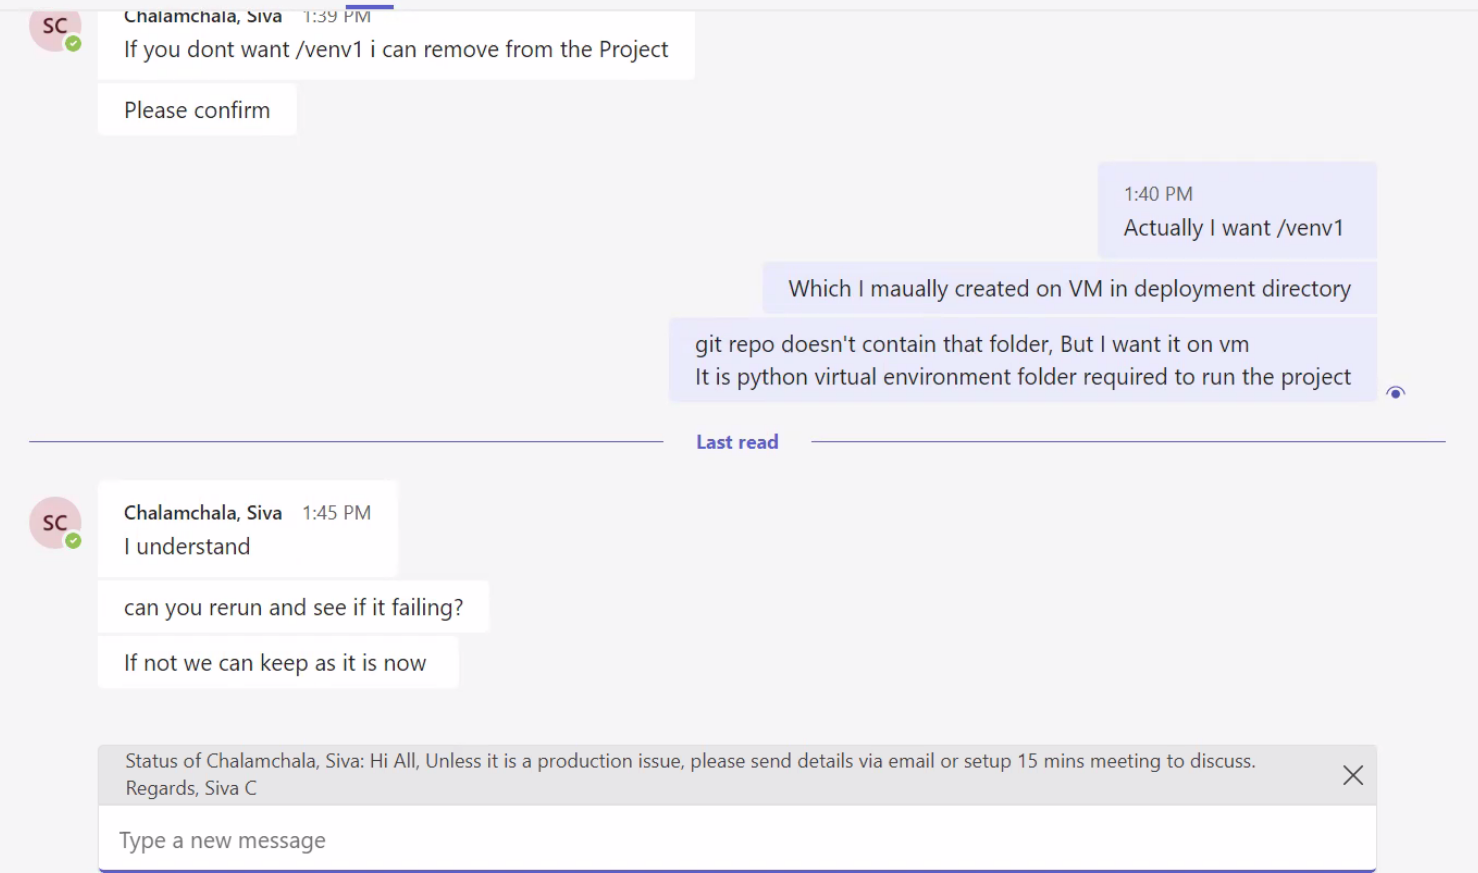 Chalamchala, Siva 1:39 PM
SC
If you dont want /venv1 i can remove from the Project
Please confirm
1:40 PM
Actually I want /venv1
Which I maually created on VM in deployment directory
git repo doesn't contain that folder, But I want it on vm
It is python virtual environment folder required to run the project
Last read
Chalamchala, Siva 1:45 PM
SC
I understand
can you rerun and see if it failing?
If not we can keep as it is now
Status of Chalamchala, Siva: Hi All, Unless it is a production issue, please send details via email or setup 15 mins meeting to discuss.
Regards, Siva C
Type a new message